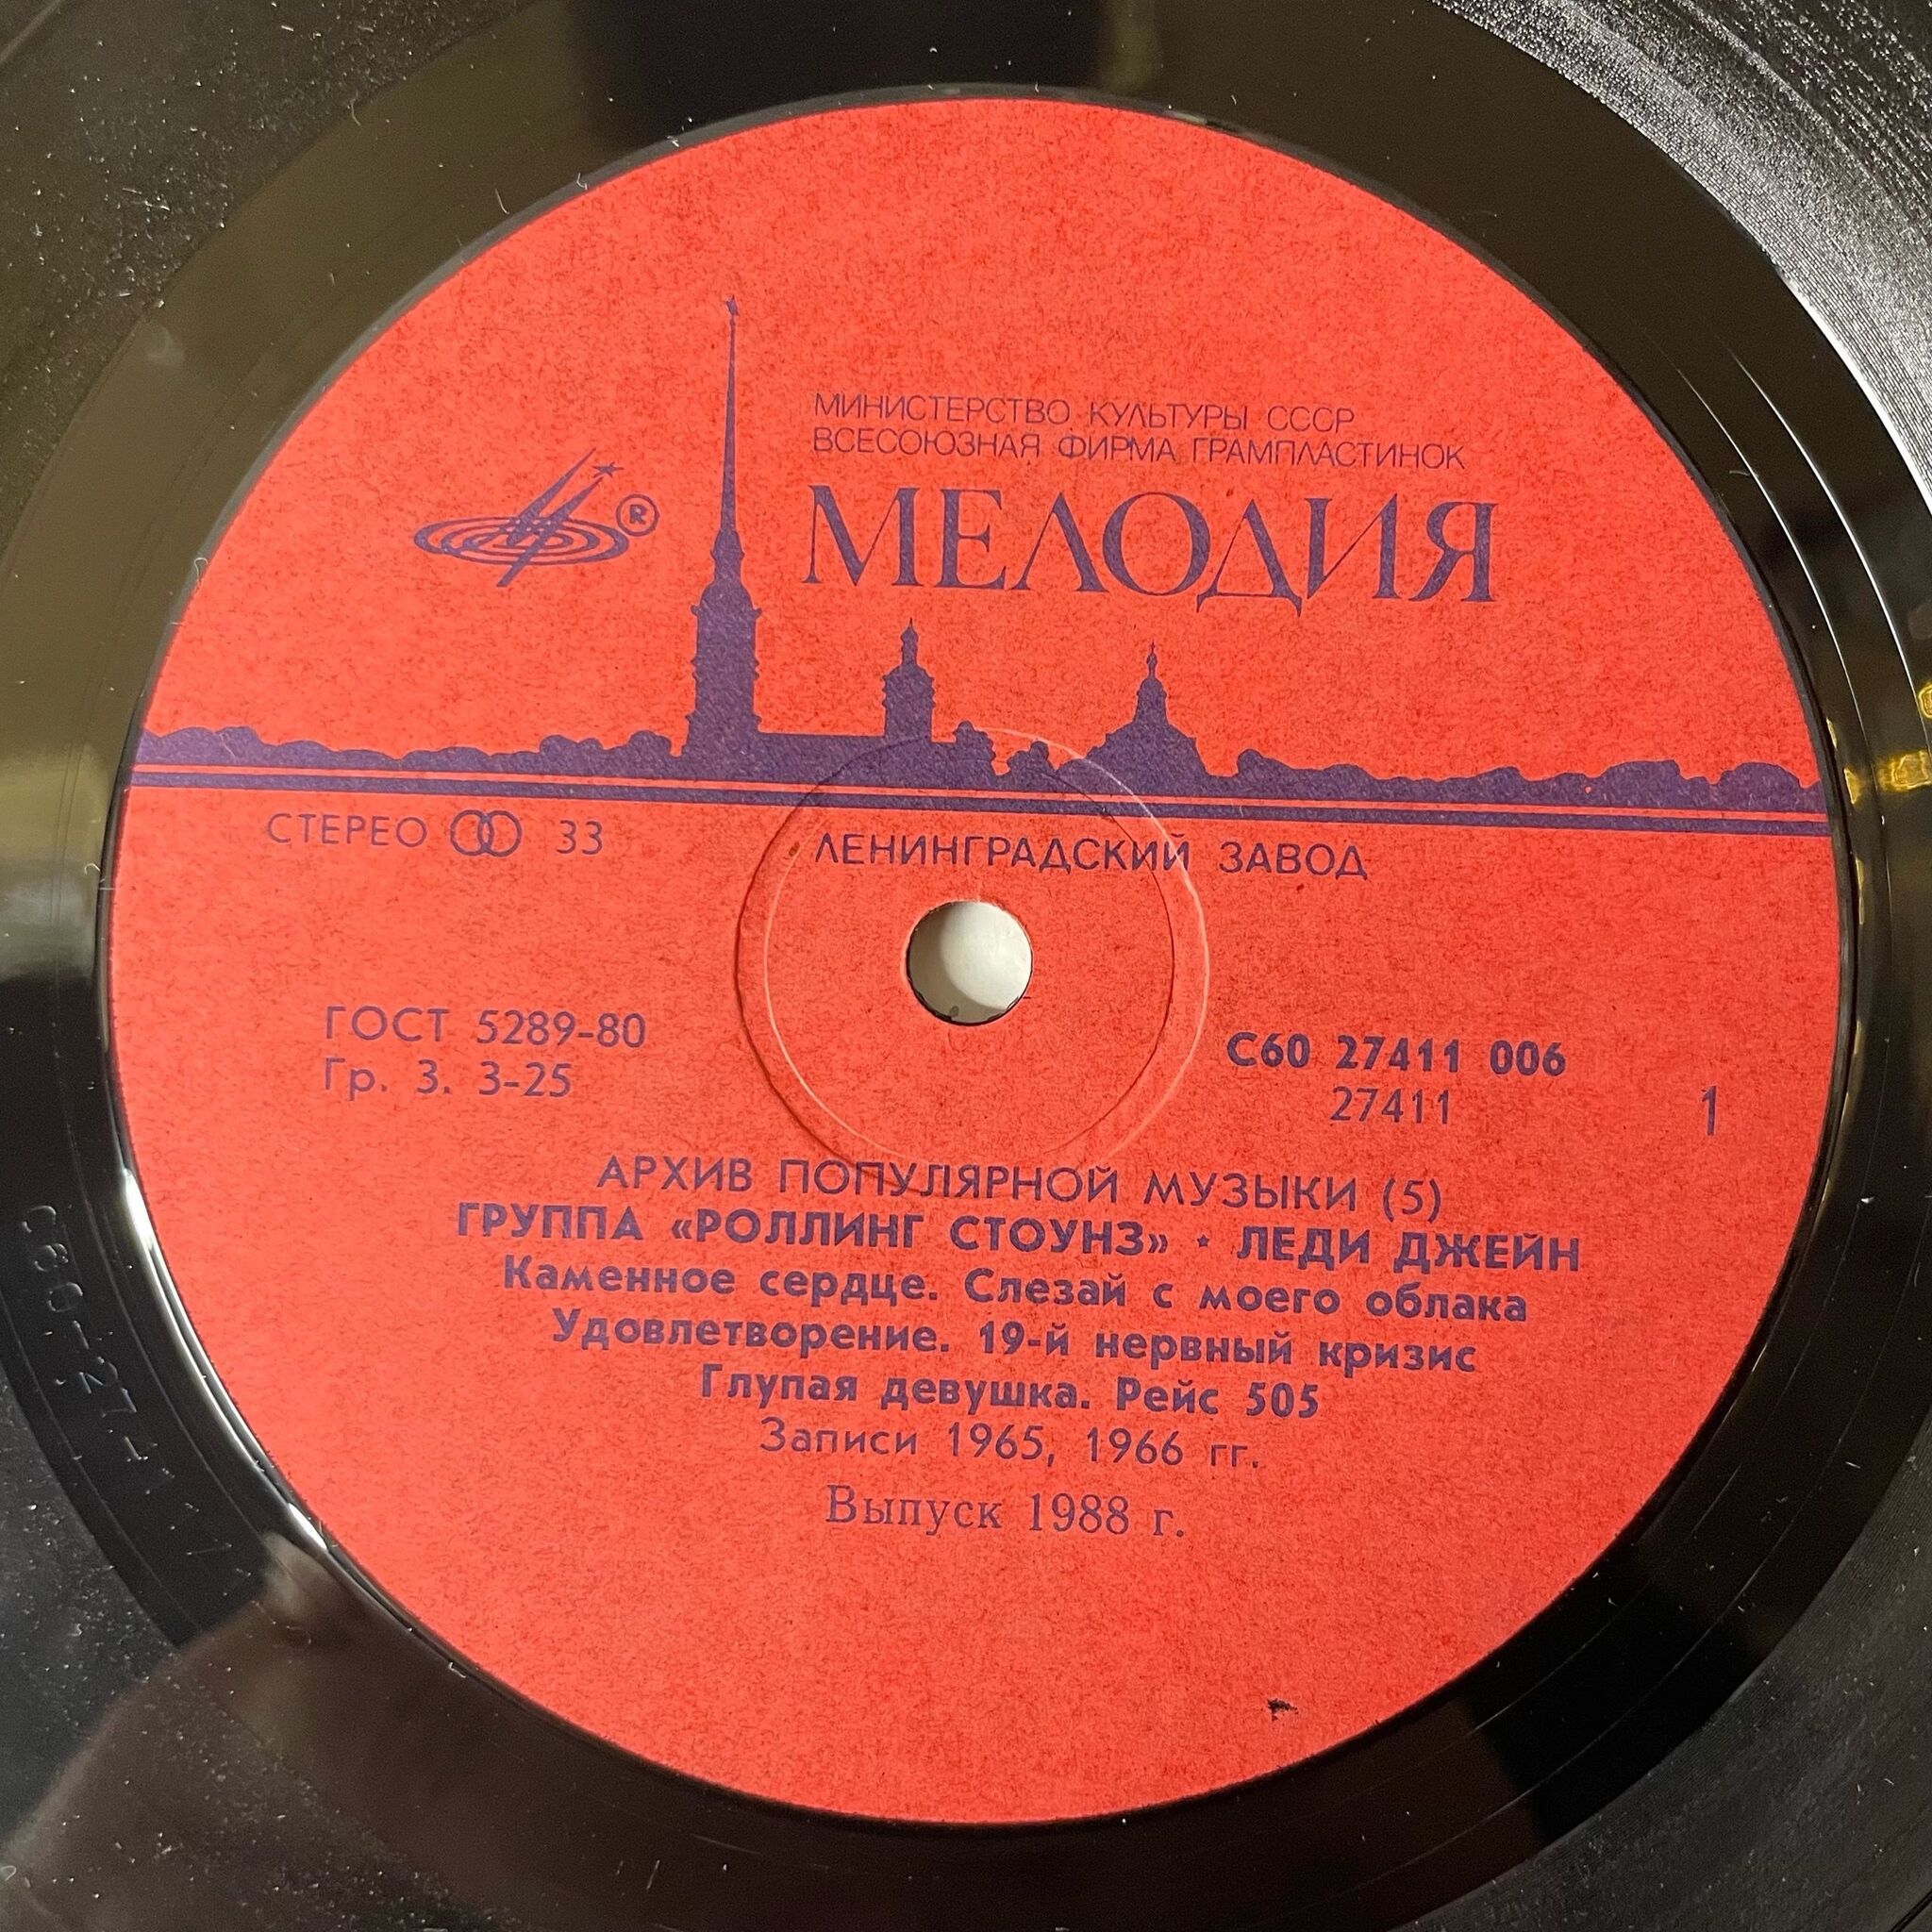 МИНИСТЕРСТВО КУЛЬТУРЫ СССР
ВСЕСОЮЗНАЯ ФИРМА ГРАМПЛАСТИНОК
®
МЕЛОДИЯ
СТЕРЕО 33
ЛЕНИНГРАДСКИЙ ЗАВОД
ГОСТ 5289-80
Гр. 3. 3-25
С60 27411 006
27411
1
АРХИВ ПОПУЛЯРНОЙ МУЗЫКИ (5)
ГРУППА «РОЛЛИНГ СТОУНЗ» · ЛЕДИ ДЖЕЙН
Каменное сердце. Слезай с моего облака
Удовлетворение. 19-й нервный кризис
Глупая девушка. Рейс 505
Записи 1965, 1966 гг.
Выпуск 1988 г.